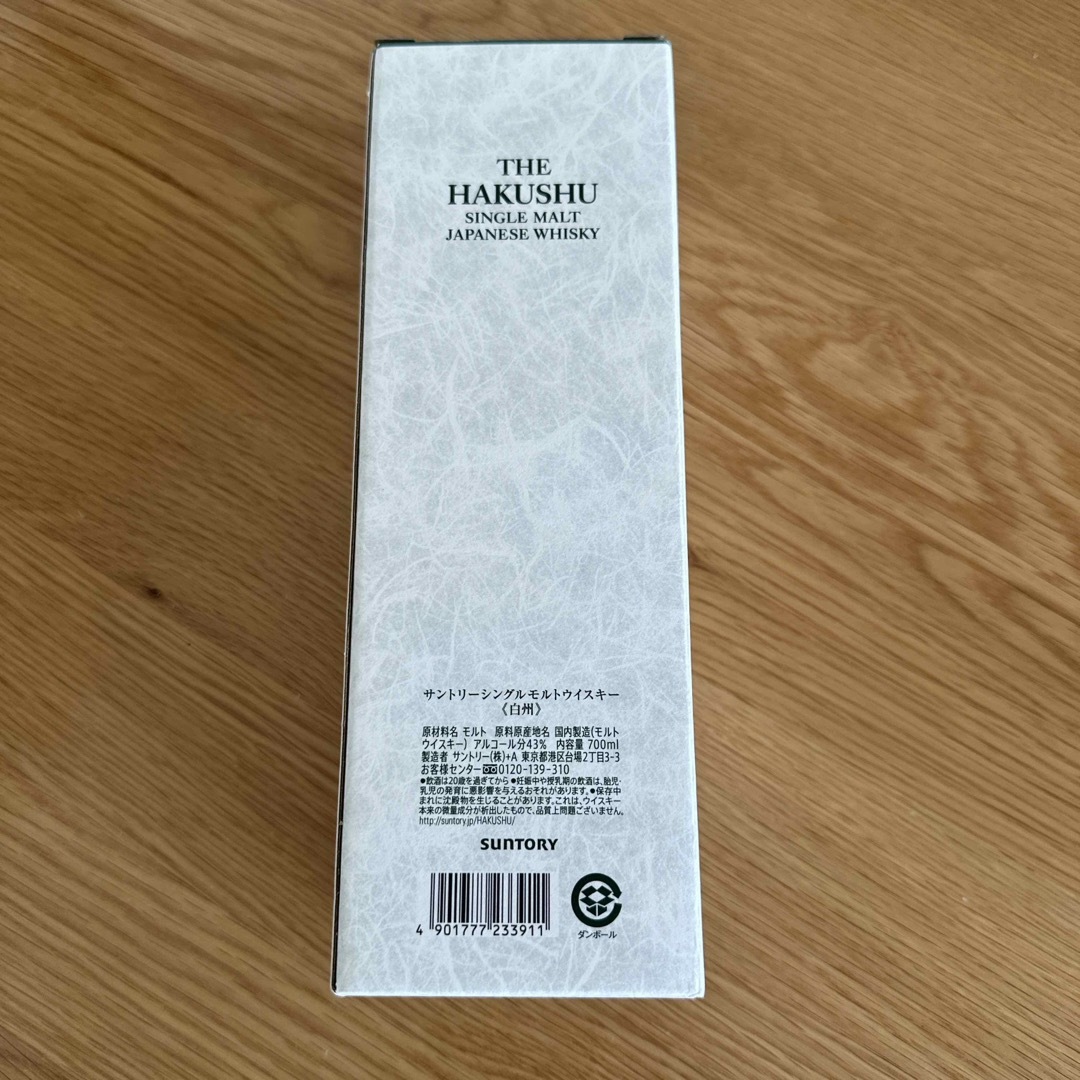 THE
HAKUSHU
SINGLE MALT
JAPANESE WHISKY
サントリーシングルモルトウイスキー
《白州》
原材料名 モルト 原料原産地名 国内製造(モルト
ウイスキー) アルコール分43% 内容量 700ml
製造者 サントリー(株)+A 東京都港区台場2丁目3-3
お客様センター 0120-139-310
●飲酒は20歳を過ぎてから ●妊娠中や授乳期の飲酒は、胎児・
乳児の発育に悪影響を与えるおそれがあります。●保存中
まれに沈殿物を生じることがあります。これは、ウイスキー
本来の微量成分が析出したもので、品質上問題ございません。
http://suntory.jp/HAKUSHU/
SUNTORY
4 901777 233911
ダンボール